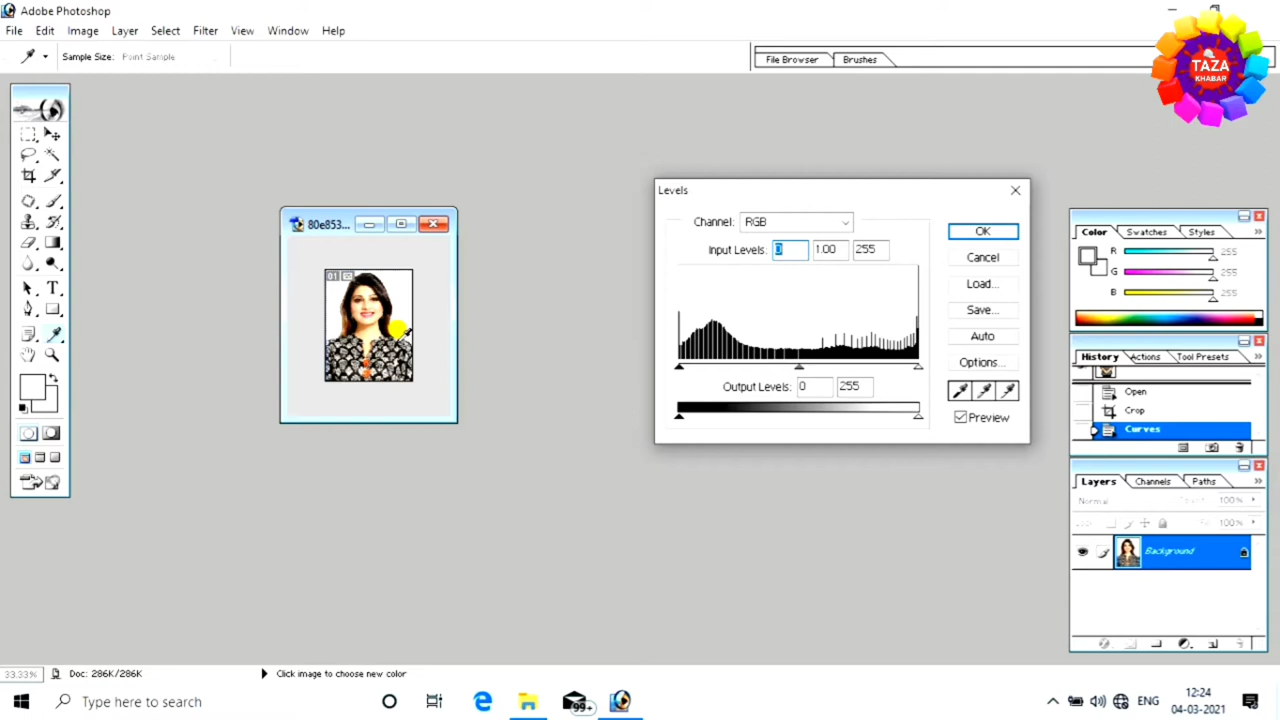 Adobe Photoshop
File Edit Image Layer Select Filter View Window Help
Sample Size: Point Sample
File Browser Brushes
TAZA
KHABAR
80e853...
01
Levels
Channel: RGB
Input Levels: 0 1.00 255
OK
Cancel
Load...
Save...
Auto
Options...
Output Levels: 0 255
Preview
Color Swatches Styles
R 255
G 255
B 255
History Actions Tool Presets
Open
Crop
Curves
Layers Channels Paths
Normal 100%
100%
Background
33.33% Doc: 286K/286K Click image to choose new color
Type here to search
99+
ENG
12:24
04-03-2021